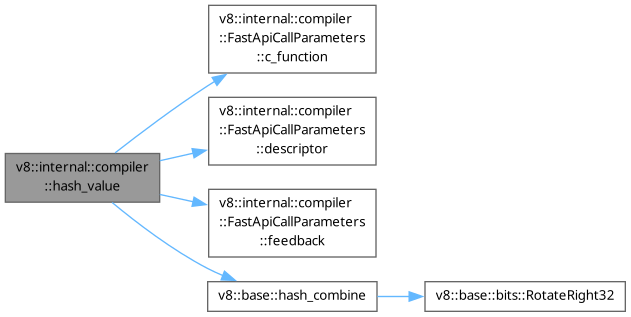 v8::internal::compiler
::FastApiCallParameters
::c_function
v8::internal::compiler
::FastApiCallParameters
::descriptor
v8::internal::compiler
::hash_value
v8::internal::compiler
::FastApiCallParameters
::feedback
v8::base::hash_combine
v8::base::bits::RotateRight32